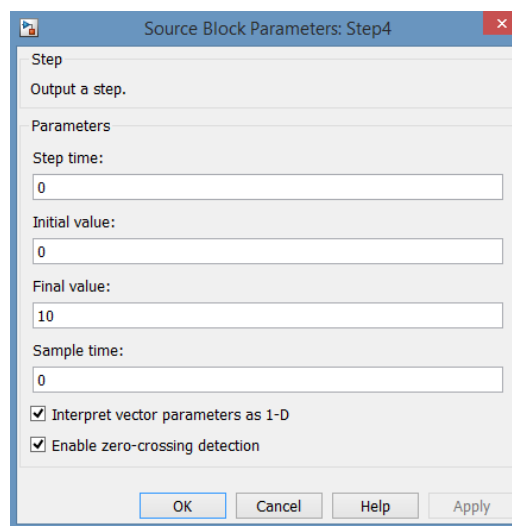 Source Block Parameters: Step4
Step
Output a step.
Parameters
Step time:
0
Initial value:
0
Final value:
10
Sample time:
0
Interpret vector parameters as 1-D
Enable zero-crossing detection
OK Cancel Help Apply